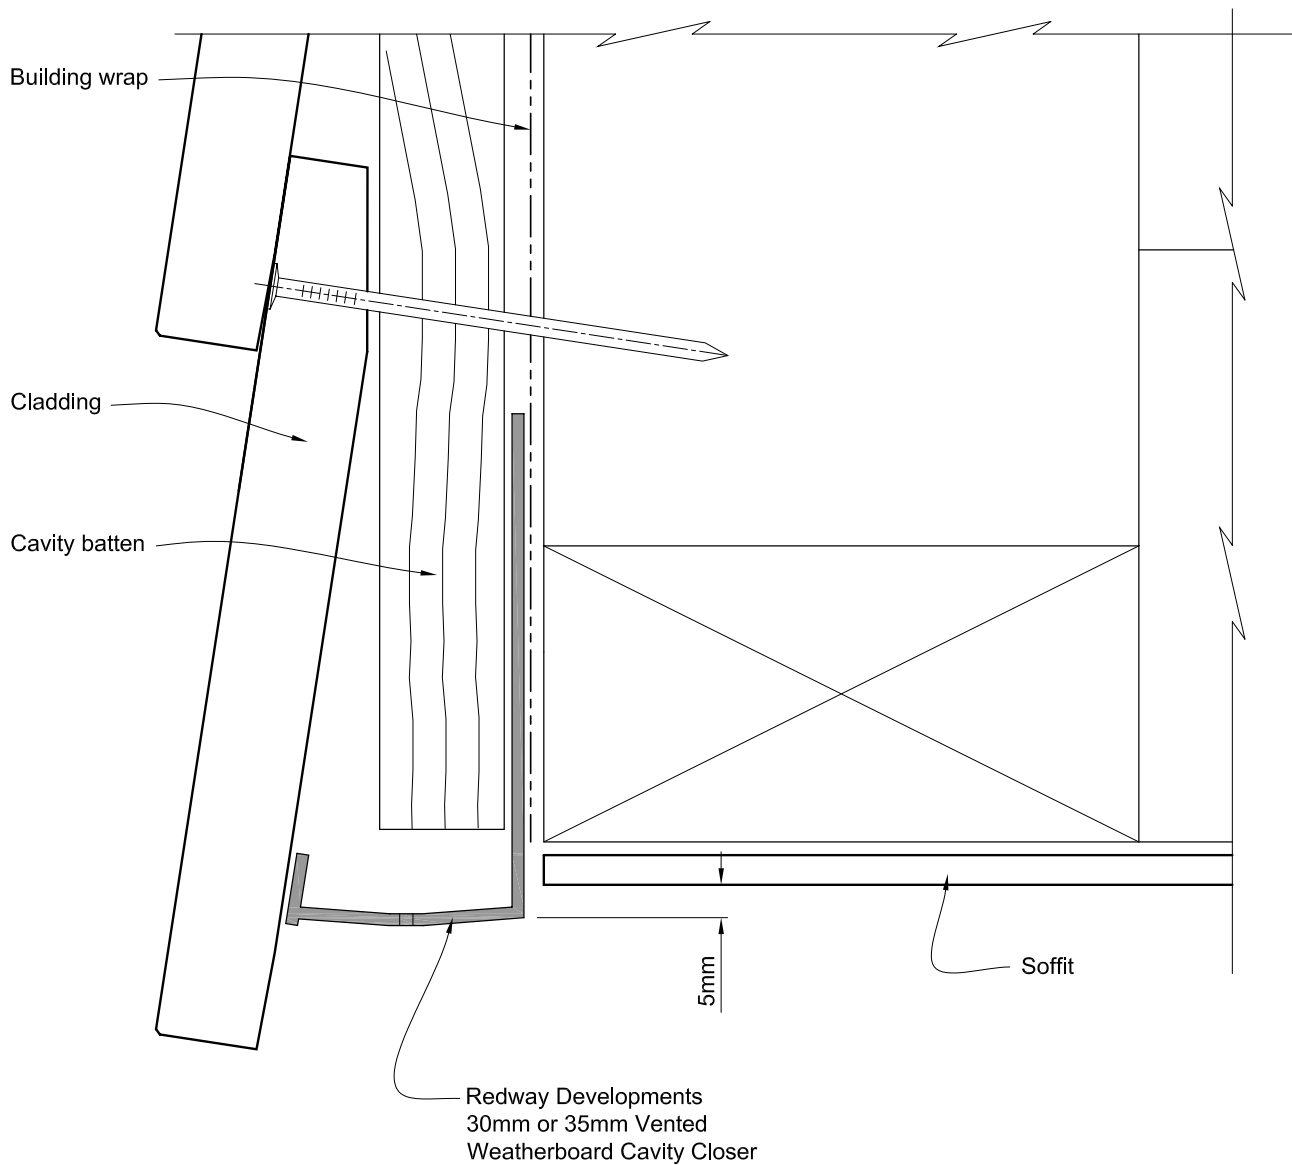 Building wrap
Cladding
Cavity batten
Soffit
5mm
Redway Developments
30mm or 35mm Vented
Weatherboard Cavity Closer